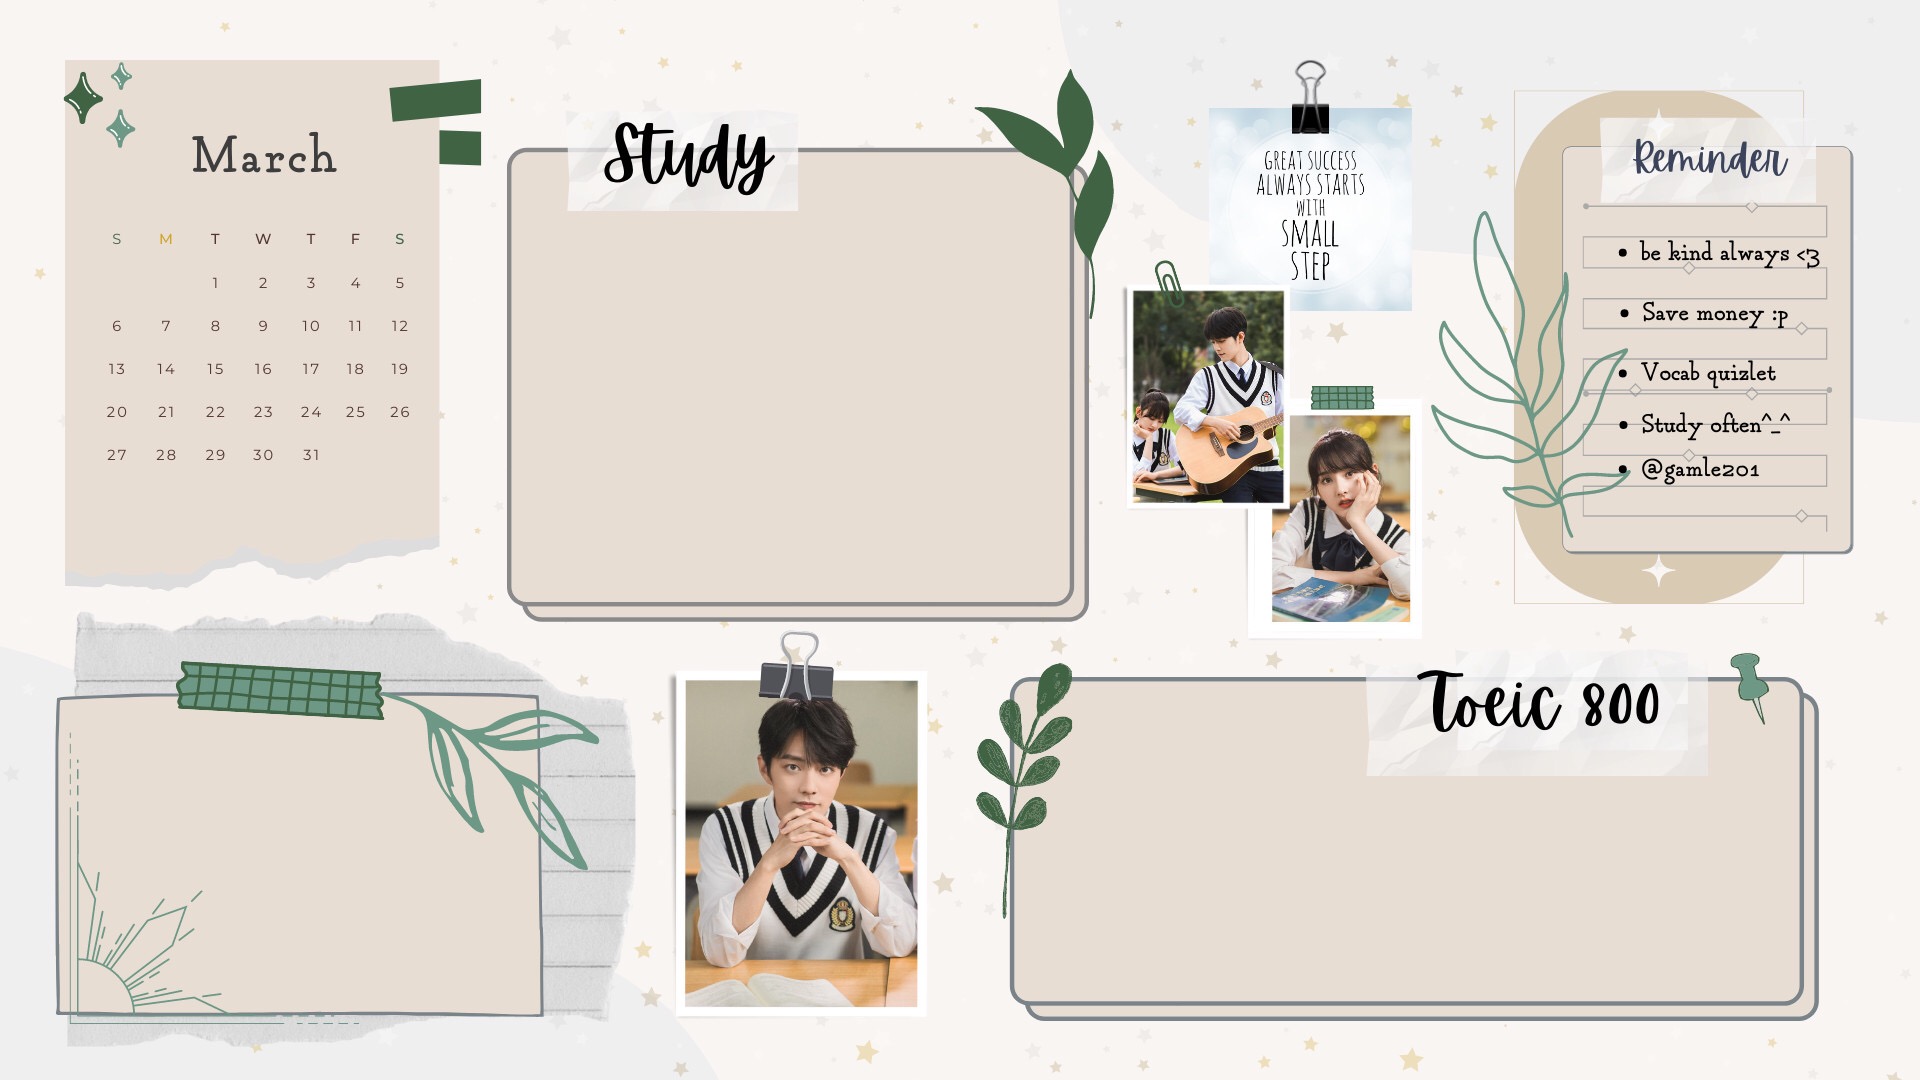 March
S M T W T F S
1 2 3 4 5
6 7 8 9 10 11 12
13 14 15 16 17 18 19
20 21 22 23 24 25 26
27 28 29 30 31
Study
GREAT SUCCESS
ALWAYS STARTS
WITH
SMALL
STEP
Reminder
• be kind always <3
• Save money :p
• Vocab quizlet
• Study often^_^
• @gamle201
Toeic 800